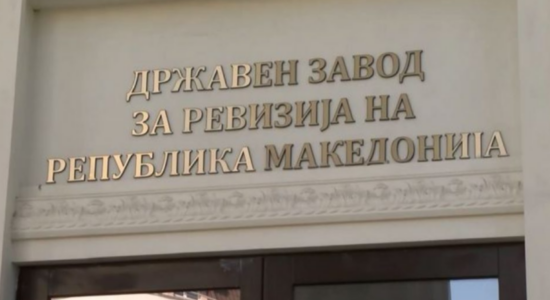 ДРЖАВЕН ЗАВОД
ЗА РЕВИЗИЈА НА
РЕПУБЛИКА МАКЕДОНИЈА